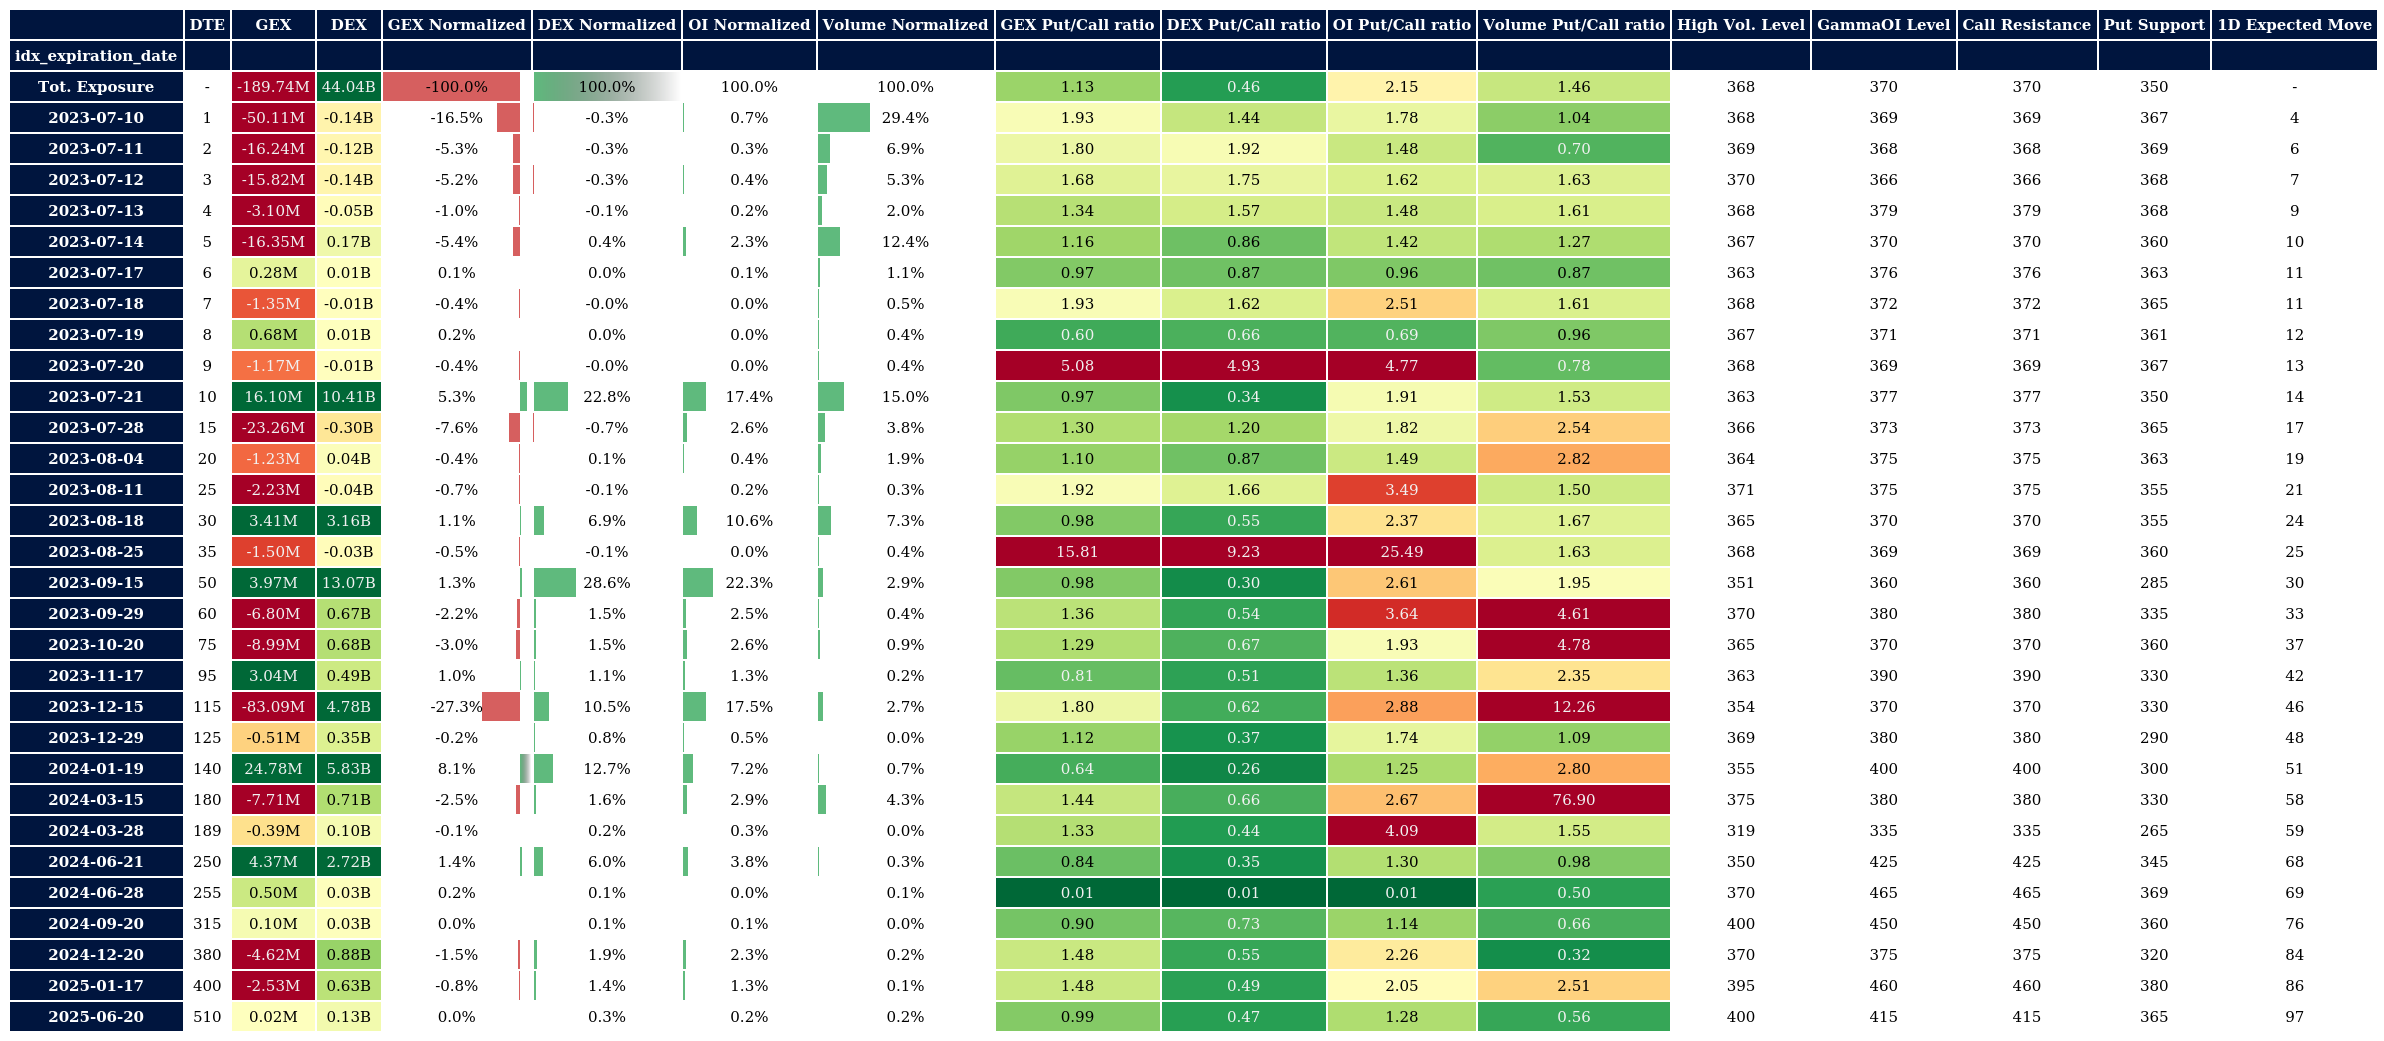 DTE GEX DEX GEX Normalized DEX Normalized OI Normalized Volume Normalized GEX Put/Call ratio DEX Put/Call ratio OI Put/Call ratio Volume Put/Call ratio High Vol. Level GammaOI Level Call Resistance Put Support 1D Expected Move
idx_expiration_date
Tot. Exposure - -189.74M 44.04B -100.0% 100.0% 100.0% 100.0% 1.13 0.46 2.15 1.46 368 370 370 350 -
2023-07-10 1 -50.11M -0.14B -16.5% -0.3% 0.7% 29.4% 1.93 1.44 1.78 1.04 368 369 369 367 4
2023-07-11 2 -16.24M -0.12B -5.3% -0.3% 0.3% 6.9% 1.80 1.92 1.48 0.70 369 368 368 369 6
2023-07-12 3 -15.82M -0.14B -5.2% -0.3% 0.4% 5.3% 1.68 1.75 1.62 1.63 370 366 366 368 7
2023-07-13 4 -3.10M -0.05B -1.0% -0.1% 0.2% 2.0% 1.34 1.57 1.48 1.61 368 379 379 368 9
2023-07-14 5 -16.35M 0.17B -5.4% 0.4% 2.3% 12.4% 1.16 0.86 1.42 1.27 367 370 370 360 10
2023-07-17 6 0.28M 0.01B 0.1% 0.0% 0.1% 1.1% 0.97 0.87 0.96 0.87 363 376 376 363 11
2023-07-18 7 -1.35M -0.01B -0.4% -0.0% 0.0% 0.5% 1.93 1.62 2.51 1.61 368 372 372 365 11
2023-07-19 8 0.68M 0.01B 0.2% 0.0% 0.0% 0.4% 0.60 0.66 0.69 0.96 367 371 371 361 12
2023-07-20 9 -1.17M -0.01B -0.4% -0.0% 0.0% 0.4% 5.08 4.93 4.77 0.78 368 369 369 367 13
2023-07-21 10 16.10M 10.41B 5.3% 22.8% 17.4% 15.0% 0.97 0.34 1.91 1.53 363 377 377 350 14
2023-07-28 15 -23.26M -0.30B -7.6% -0.7% 2.6% 3.8% 1.30 1.20 1.82 2.54 366 373 373 365 17
2023-08-04 20 -1.23M 0.04B -0.4% 0.1% 0.4% 1.9% 1.10 0.87 1.49 2.82 364 375 375 363 19
2023-08-11 25 -2.23M -0.04B -0.7% -0.1% 0.2% 0.3% 1.92 1.66 3.49 1.50 371 375 375 355 21
2023-08-18 30 3.41M 3.16B 1.1% 6.9% 10.6% 7.3% 0.98 0.55 2.37 1.67 365 370 370 355 24
2023-08-25 35 -1.50M -0.03B -0.5% -0.1% 0.0% 0.4% 15.81 9.23 25.49 1.63 368 369 369 360 25
2023-09-15 50 3.97M 13.07B 1.3% 28.6% 22.3% 2.9% 0.98 0.30 2.61 1.95 351 360 360 285 30
2023-09-29 60 -6.80M 0.67B -2.2% 1.5% 2.5% 0.4% 1.36 0.54 3.64 4.61 370 380 380 335 33
2023-10-20 75 -8.99M 0.68B -3.0% 1.5% 2.6% 0.9% 1.29 0.67 1.93 4.78 365 370 370 360 37
2023-11-17 95 3.04M 0.49B 1.0% 1.1% 1.3% 0.2% 0.81 0.51 1.36 2.35 363 390 390 330 42
2023-12-15 115 -83.09M 4.78B -27.3% 10.5% 17.5% 2.7% 1.80 0.62 2.88 12.26 354 370 370 330 46
2023-12-29 125 -0.51M 0.35B -0.2% 0.8% 0.5% 0.0% 1.12 0.37 1.74 1.09 369 380 380 290 48
2024-01-19 140 24.78M 5.83B 8.1% 12.7% 7.2% 0.7% 0.64 0.26 1.25 2.80 355 400 400 300 51
2024-03-15 180 -7.71M 0.71B -2.5% 1.6% 2.9% 4.3% 1.44 0.66 2.67 76.90 375 380 380 330 58
2024-03-28 189 -0.39M 0.10B -0.1% 0.2% 0.3% 0.0% 1.33 0.44 4.09 1.55 319 335 335 265 59
2024-06-21 250 4.37M 2.72B 1.4% 6.0% 3.8% 0.3% 0.84 0.35 1.30 0.98 350 425 425 345 68
2024-06-28 255 0.50M 0.03B 0.2% 0.1% 0.0% 0.1% 0.01 0.01 0.01 0.50 370 465 465 369 69
2024-09-20 315 0.10M 0.03B 0.0% 0.1% 0.1% 0.0% 0.90 0.73 1.14 0.66 400 450 450 360 76
2024-12-20 380 -4.62M 0.88B -1.5% 1.9% 2.3% 0.2% 1.48 0.55 2.26 0.32 370 375 375 320 84
2025-01-17 400 -2.53M 0.63B -0.8% 1.4% 1.3% 0.1% 1.48 0.49 2.05 2.51 395 460 460 380 86
2025-06-20 510 0.02M 0.13B 0.0% 0.3% 0.2% 0.2% 0.99 0.47 1.28 0.56 400 415 415 365 97